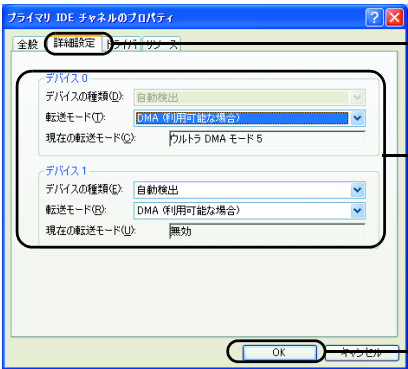 プライマリ IDE チャネルのプロパティ
全般 詳細設定 ドライバ リソース
デバイス 0
デバイスの種類(D): 自動検出
転送モード(T): DMA (利用可能な場合)
現在の転送モード(C): ウルトラ DMA モード 5
デバイス 1
デバイスの種類(E): 自動検出
転送モード(R): DMA (利用可能な場合)
現在の転送モード(U): 無効
OK キャンセル